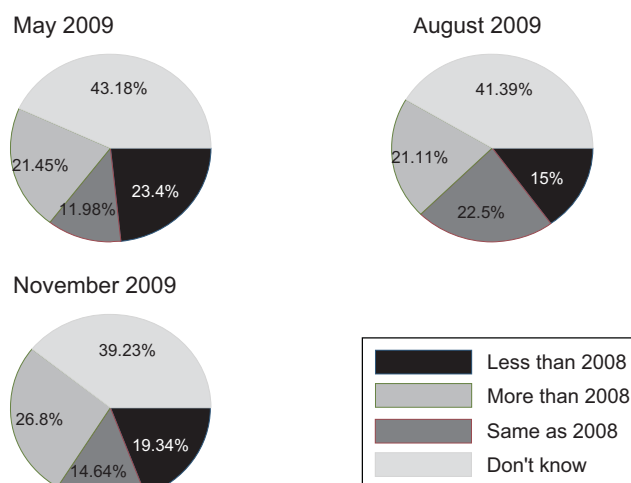 May 2009
43.18%
21.45%
23.4%
11.98%
August 2009
41.39%
21.11%
15%
22.5%
November 2009
39.23%
26.8%
19.34%
14.64%
Less than 2008
More than 2008
Same as 2008
Don't know